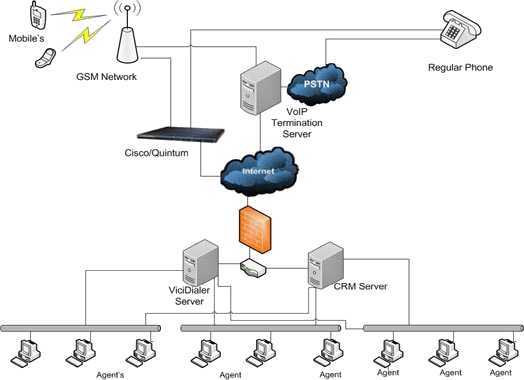 Mobile's
GSM Network
Regular Phone
PSTN
VoIP
Termination
Server
Cisco/Quintum
Internet
ViciDialer
Server
CRM Server
Agent's
Agent
Agent
Agent
Agent
Agent